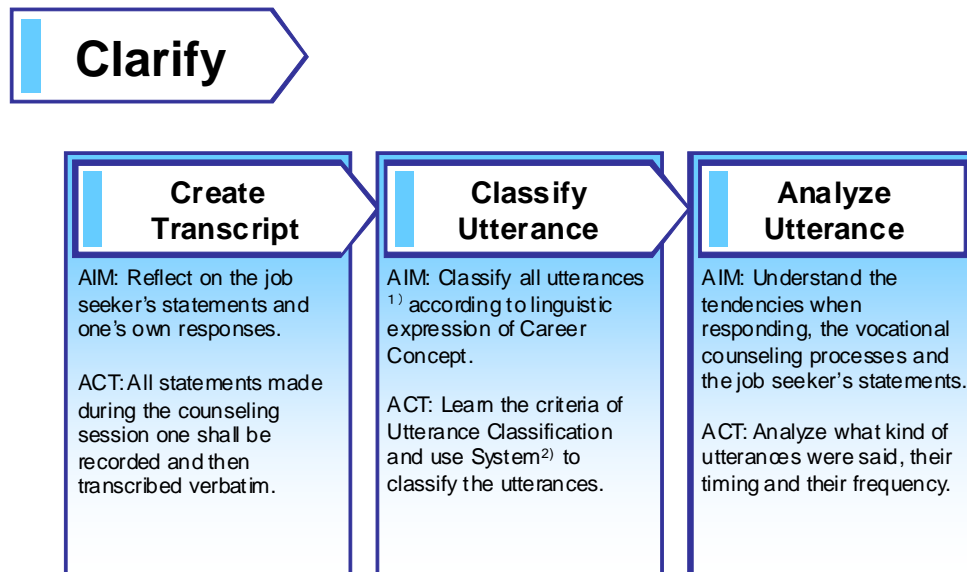 Clarify
Create
Transcript
AIM: Reflect on the job
seeker's statements and
one's own responses.
ACT: All statements made
during the counseling
session one shall be
recorded and then
transcribed verbatim.
Classify
Utterance
AIM: Classify all utterances
1) according to linguistic
expression of Career
Concept.
ACT: Learn the criteria of
Utterance Classification
and use System2) to
classify the utterances.
Analyze
Utterance
AIM: Understand the
tendencies when
responding, the vocational
counseling processes and
the job seeker's statements.
ACT: Analyze what kind of
utterances were said, their
timing and their frequency.